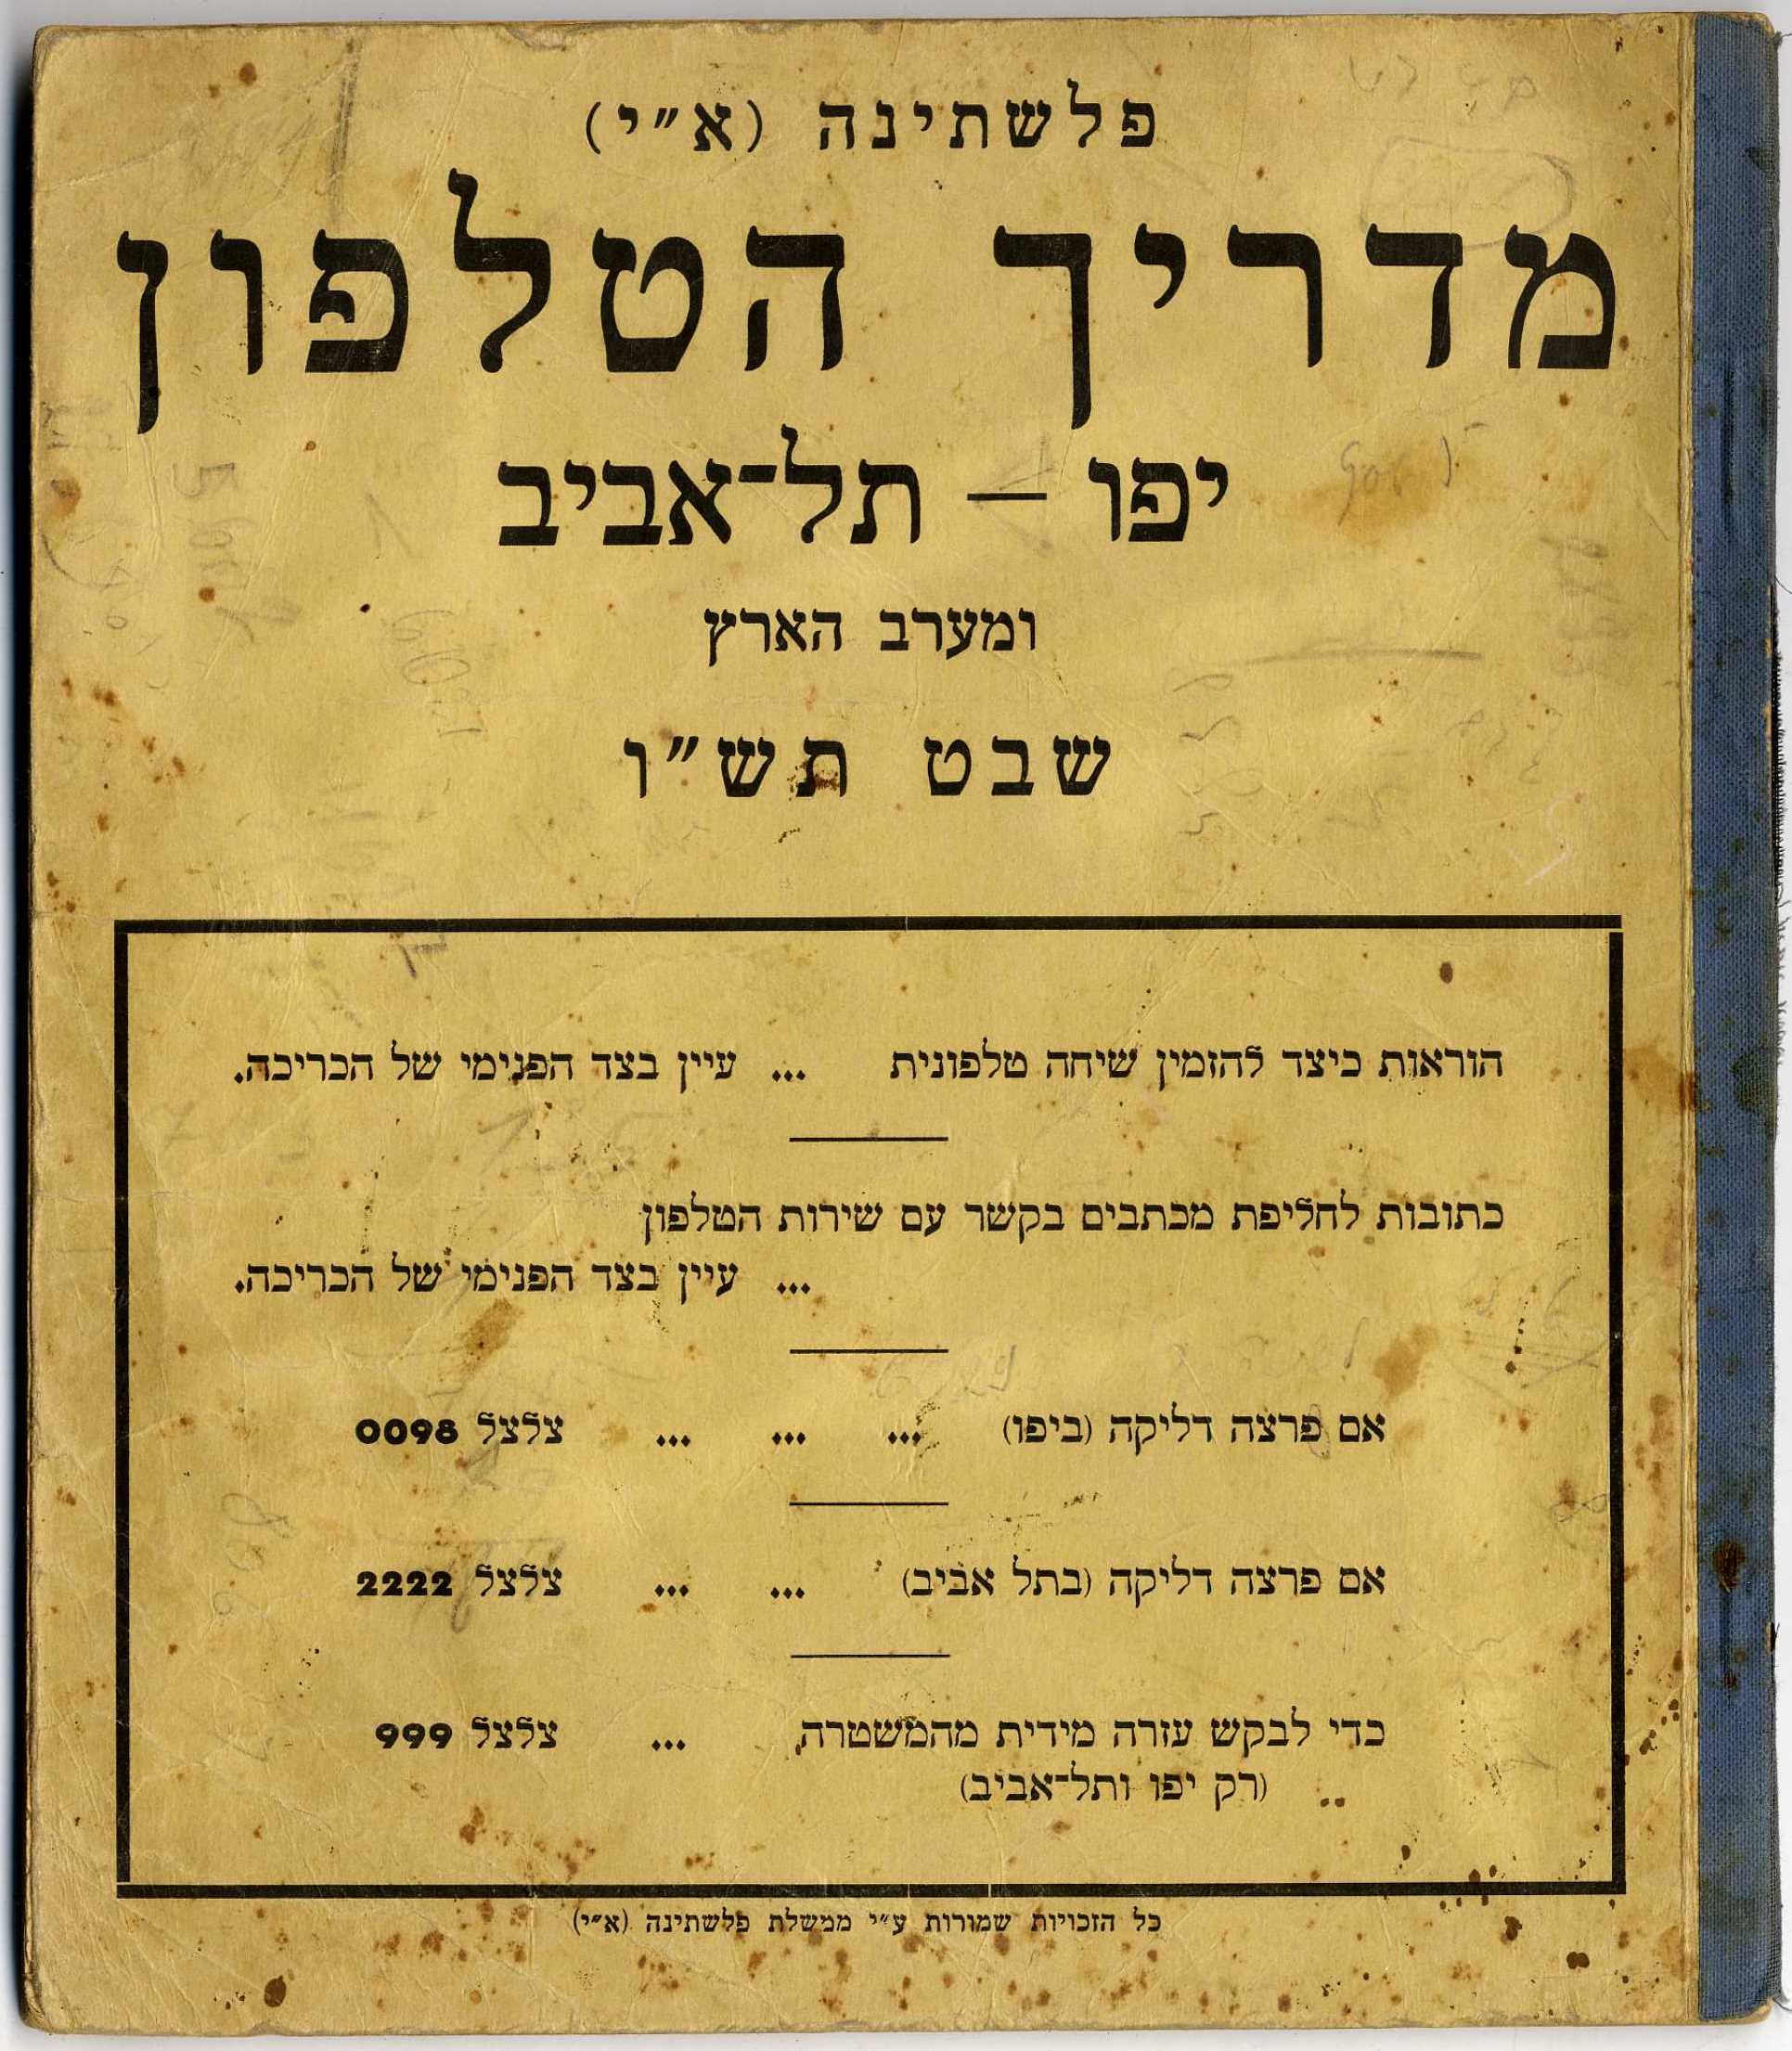 פלשתינה (א״י)
מדריך הטלפון
יפו — תל־אביב
ומערב הארץ
שבט תש״ו
הוראות כיצד להזמין שיחה טלפונית ... עיין בצד הפנימי של הכריכה.
כתובות לחליפת מכתבים בקשר עם שירות הטלפון
... עיין בצד הפנימי של הכריכה.
אם פרצה דליקה (ביפו) ... ... ... צלצל 0098
אם פרצה דליקה (בתל אביב) ... ... צלצל 2222
כדי לבקש עזרה מידית מהמשטרה, ... צלצל 999
(רק יפו ותל־אביב)
כל הזכויות שמורות ע״י ממשלת פלשתינה (א״י)